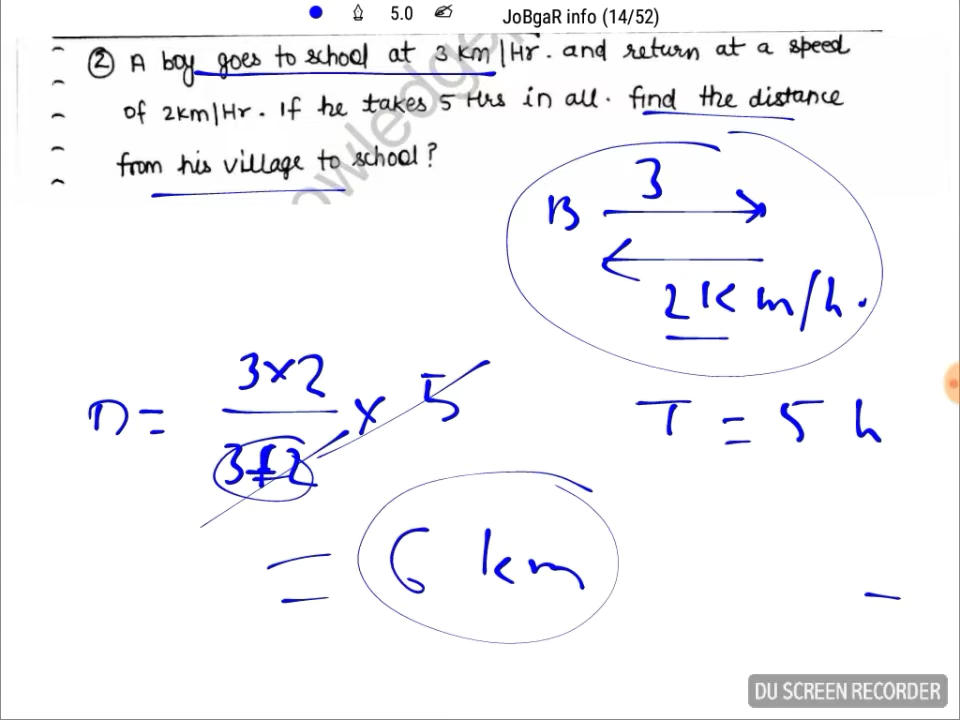 5.0
JoBgaR info (14/52)
② A boy goes to school at 3 km/Hr. and return at a speed
of 2km/Hr. If he takes 5 Hrs in all. find the distance
from his village to school?
3
B
2 km/h.
D = 3×2 / 3+2 × 5
T = 5 h
= 6 km
DU SCREEN RECORDER